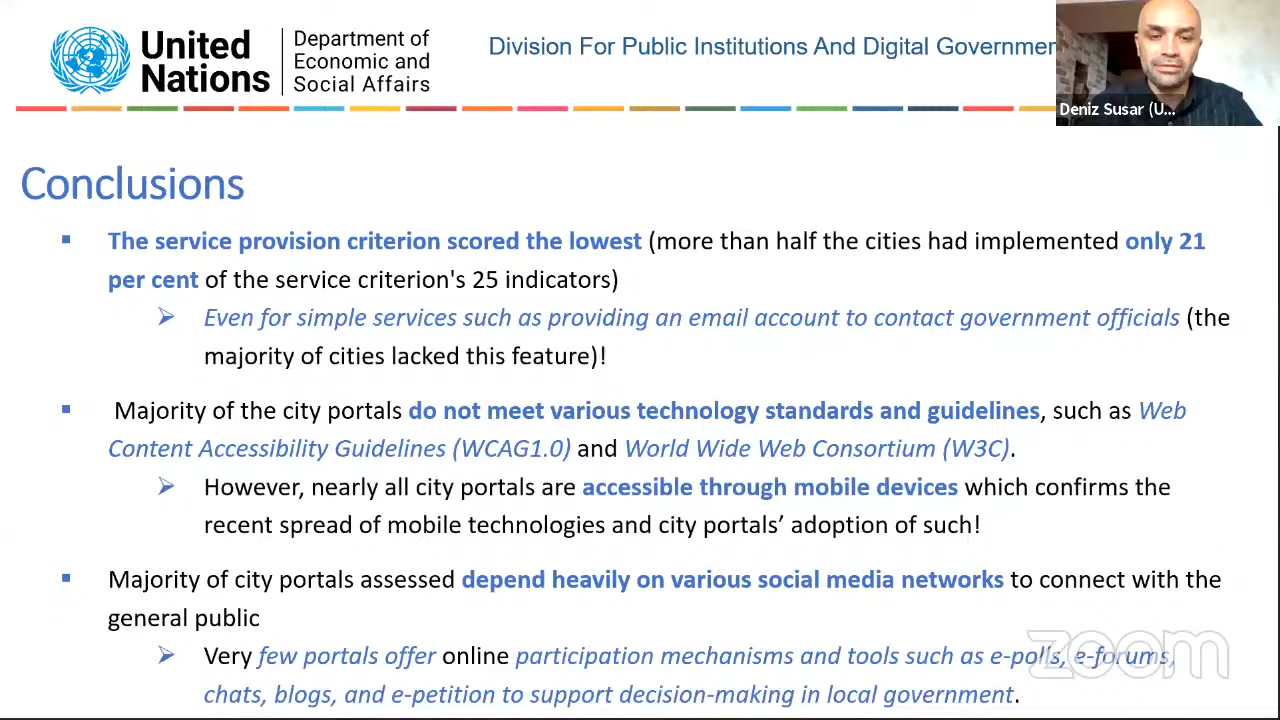 United
Nations
Department of
Economic and
Social Affairs
Division For Public Institutions And Digital Governmen
Deniz Susar (U...
Conclusions
▪ The service provision criterion scored the lowest (more than half the cities had implemented only 21
per cent of the service criterion's 25 indicators)
➢ Even for simple services such as providing an email account to contact government officials (the
majority of cities lacked this feature)!
▪ Majority of the city portals do not meet various technology standards and guidelines, such as Web
Content Accessibility Guidelines (WCAG1.0) and World Wide Web Consortium (W3C).
➢ However, nearly all city portals are accessible through mobile devices which confirms the
recent spread of mobile technologies and city portals’ adoption of such!
▪ Majority of city portals assessed depend heavily on various social media networks to connect with the
general public
➢ Very few portals offer online participation mechanisms and tools such as e-polls, e-forums,
chats, blogs, and e-petition to support decision-making in local government.
zoom